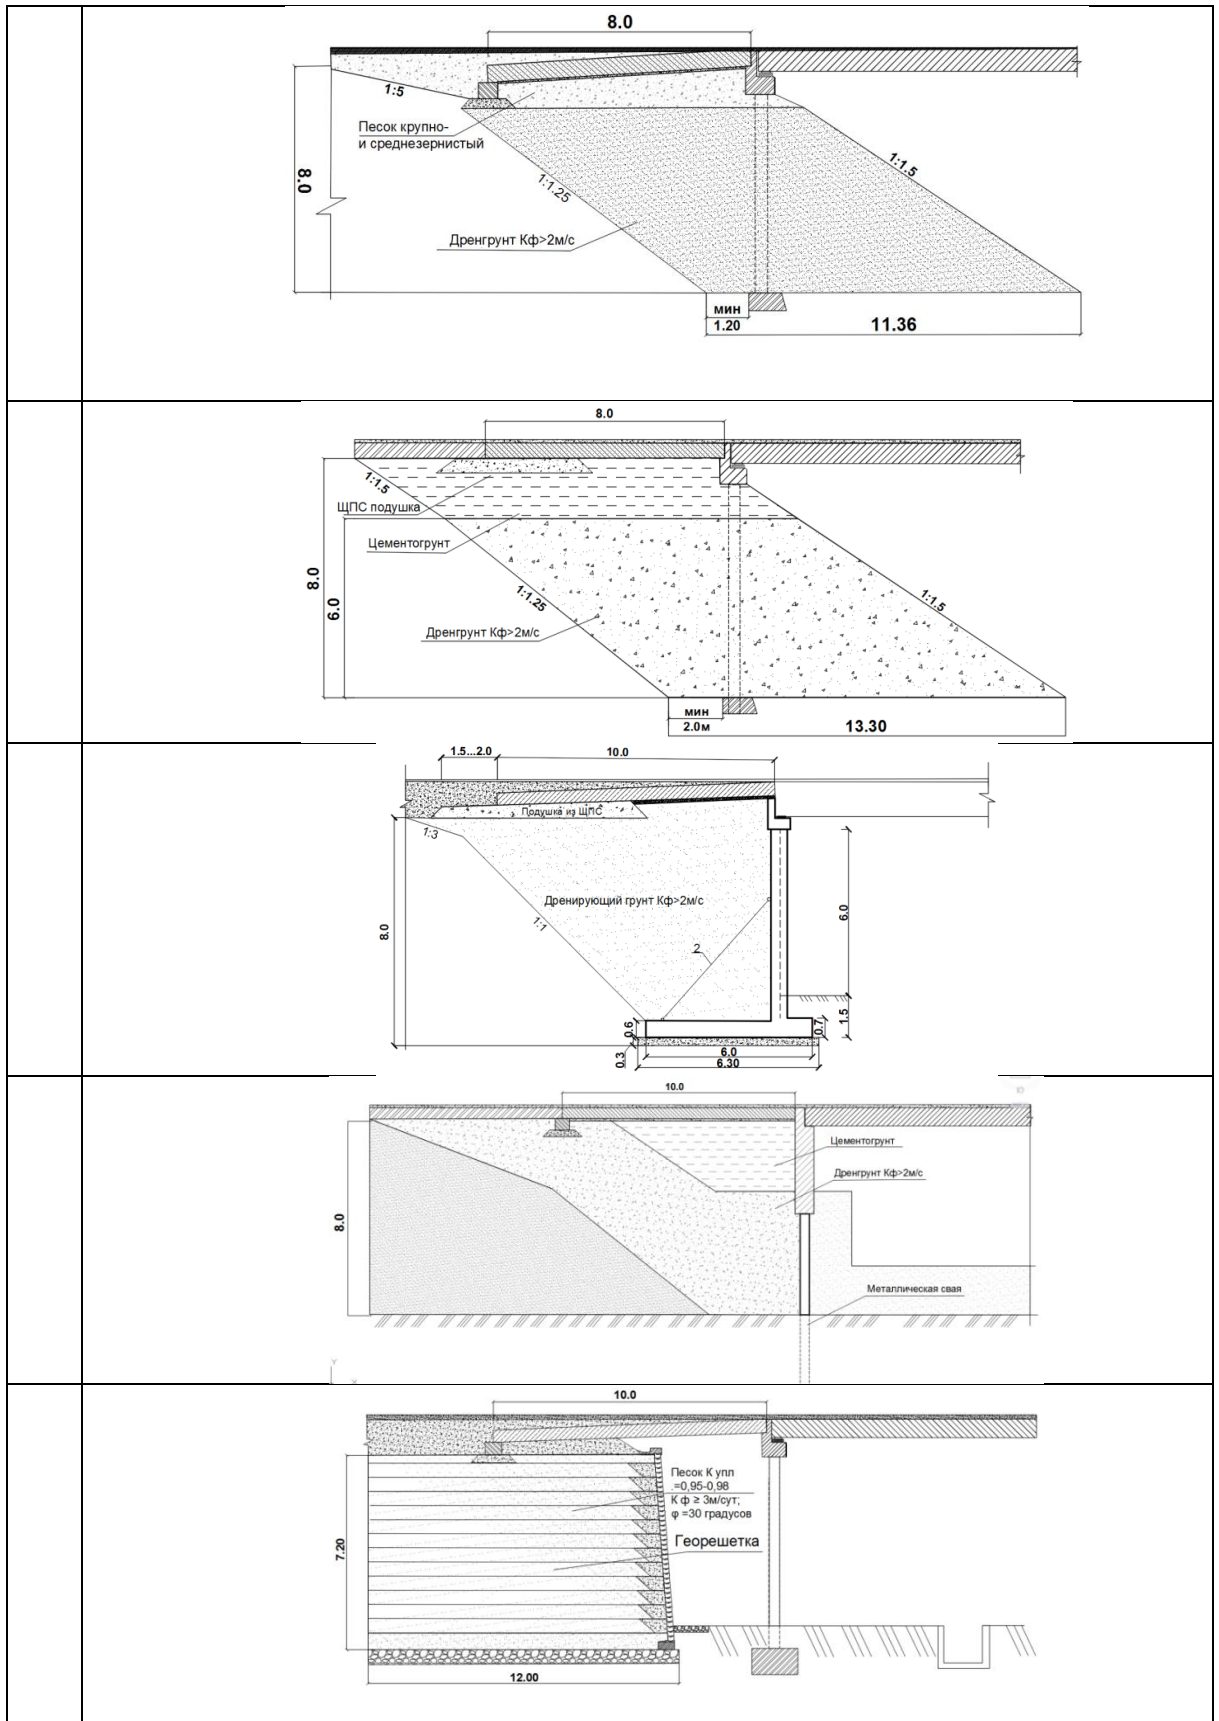 8.0
1:5
Песок крупно-
и среднезернистый
8.0
1:1.25
1:1.5
Дренгрунт Кф>2м/с
мин
1.20
11.36
8.0
1:1.5
ЩПС подушка
Цементогрунт
8.0
6.0
1:1.25
1:1.5
Дренгрунт Кф>2м/с
мин
2.0м
13.30
1.5...2.0
10.0
Подушка из ЩПС
1:3
Дренирующий грунт Кф>2м/с
1:1
8.0
6.0
2
1.5
0.6
0.7
0.3
6.0
6.30
10.0
Ю
Цементогрунт
Дренгрунт Кф>2м/с
8.0
Металлическая свая
Y
X
10.0
Песок К упл
.=0,95-0,98
К ф ≥ 3м/сут;
φ =30 градусов
Георешетка
7.20
12.00